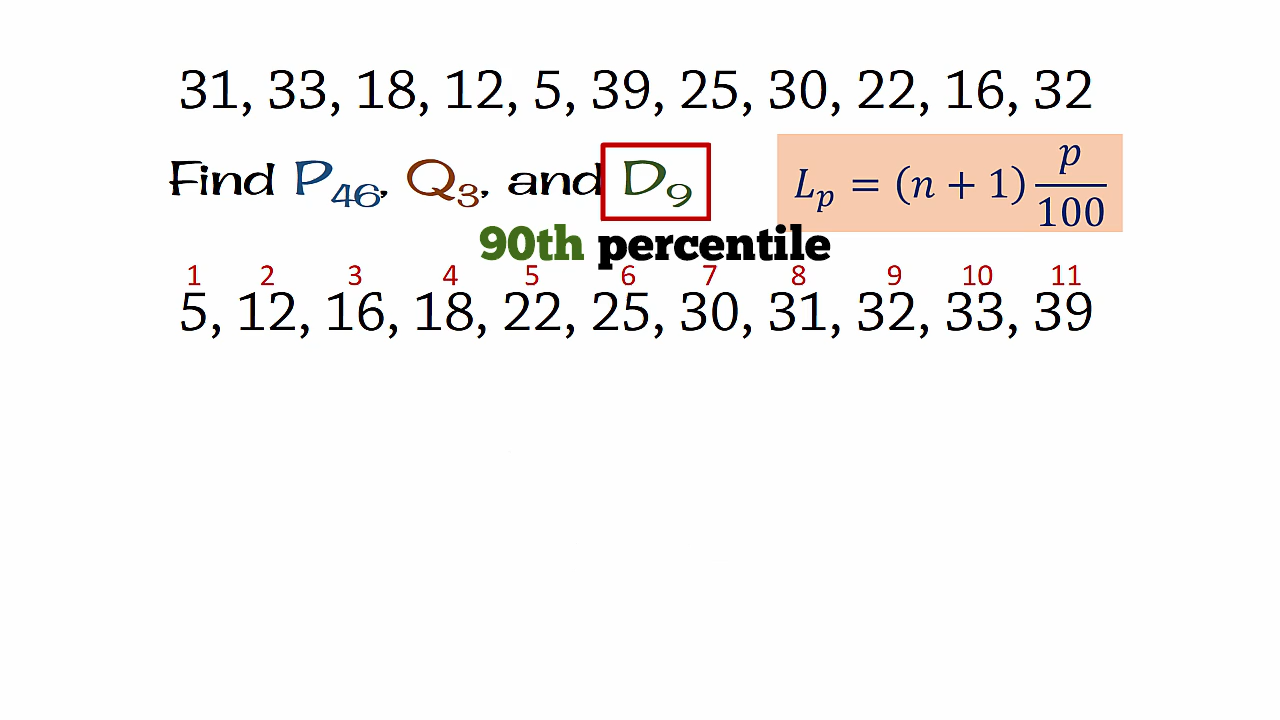 31, 33, 18, 12, 5, 39, 25, 30, 22, 16, 32
Find P₄₆, Q₃, and D₉
Lₚ = (n + 1) p/100
90th percentile
1 2 3 4 5 6 7 8 9 10 11
5, 12, 16, 18, 22, 25, 30, 31, 32, 33, 39